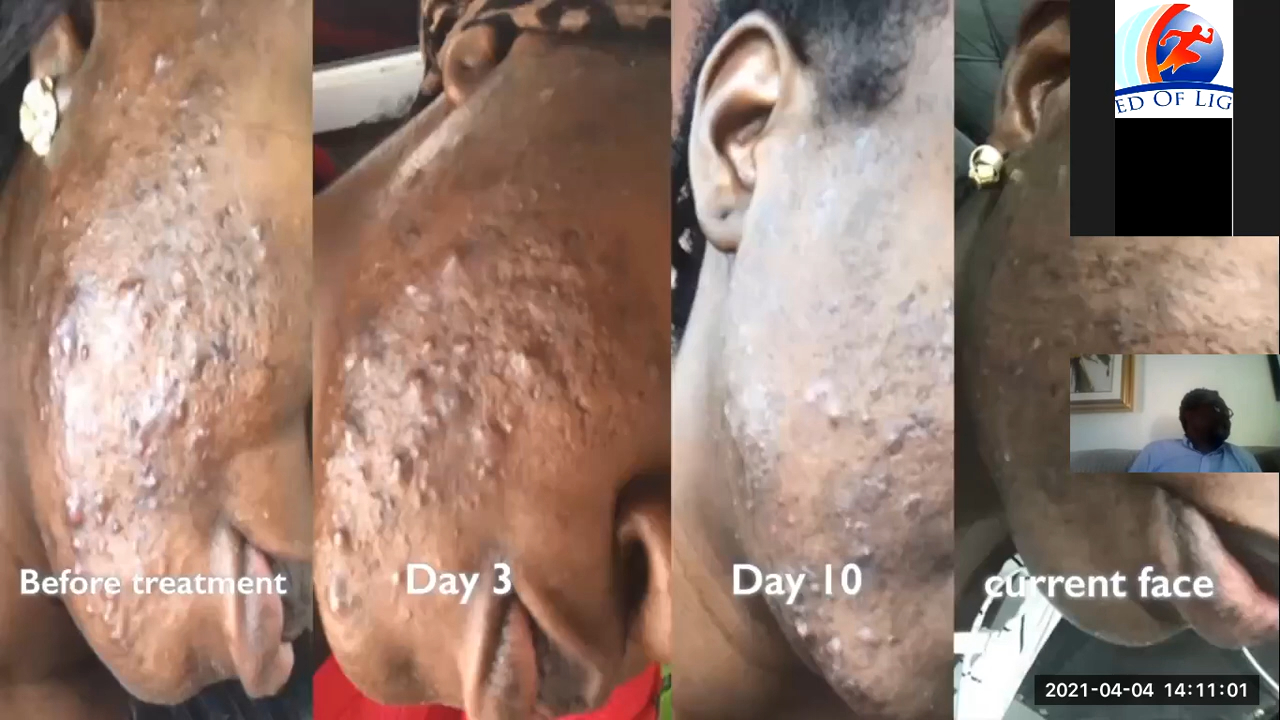 ED OF LIG
Before treatment
Day 3
Day 10
current face
2021-04-04 14:11:01